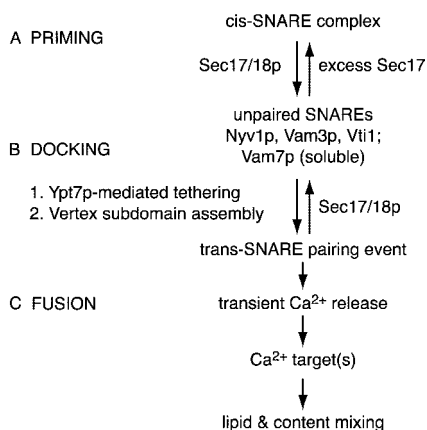 cis-SNARE complex
A PRIMING
Sec17/18p
excess Sec17
unpaired SNAREs
Nyv1p, Vam3p, Vti1;
Vam7p (soluble)
B DOCKING
1. Ypt7p-mediated tethering
2. Vertex subdomain assembly
Sec17/18p
trans-SNARE pairing event
C FUSION
transient Ca²⁺ release
Ca²⁺ target(s)
lipid & content mixing